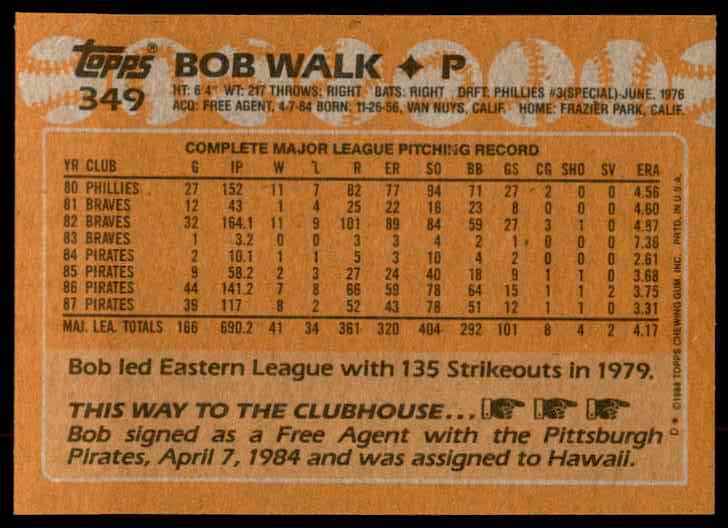 Topps® BOB WALK ✦ P
349 HT: 6'4" WT: 217 THROWS: RIGHT BATS: RIGHT DRFT: PHILLIES #3(SPECIAL)-JUNE, 1976
ACQ: FREE AGENT, 4-7-84 BORN: 11-26-56, VAN NUYS, CALIF. HOME: FRAZIER PARK, CALIF.
COMPLETE MAJOR LEAGUE PITCHING RECORD
YR CLUB G IP W L R ER SO BB GS CG SHO SV ERA
80 PHILLIES 27 152 11 7 82 77 94 71 27 2 0 0 4.56
81 BRAVES 12 43 1 4 25 22 16 23 8 0 0 0 4.60
82 BRAVES 32 164.1 11 9 101 89 84 59 27 3 1 0 4.87
83 BRAVES 1 3.2 0 0 3 3 4 2 1 0 0 0 7.36
84 PIRATES 2 10.1 1 1 5 3 10 4 2 0 0 0 2.61
85 PIRATES 9 58.2 2 3 27 24 40 18 9 1 1 0 3.68
86 PIRATES 44 141.2 7 8 66 59 78 64 15 1 1 2 3.75
87 PIRATES 39 117 8 2 52 43 78 51 12 1 1 0 3.31
MAJ. LEA. TOTALS 166 690.2 41 34 361 320 404 292 101 8 4 2 4.17
Bob led Eastern League with 135 Strikeouts in 1979.
THIS WAY TO THE CLUBHOUSE...
Bob signed as a Free Agent with the Pittsburgh
Pirates, April 7, 1984 and was assigned to Hawaii.
D* ©1988 TOPPS CHEWING GUM, INC. PRTD. IN U.S.A.